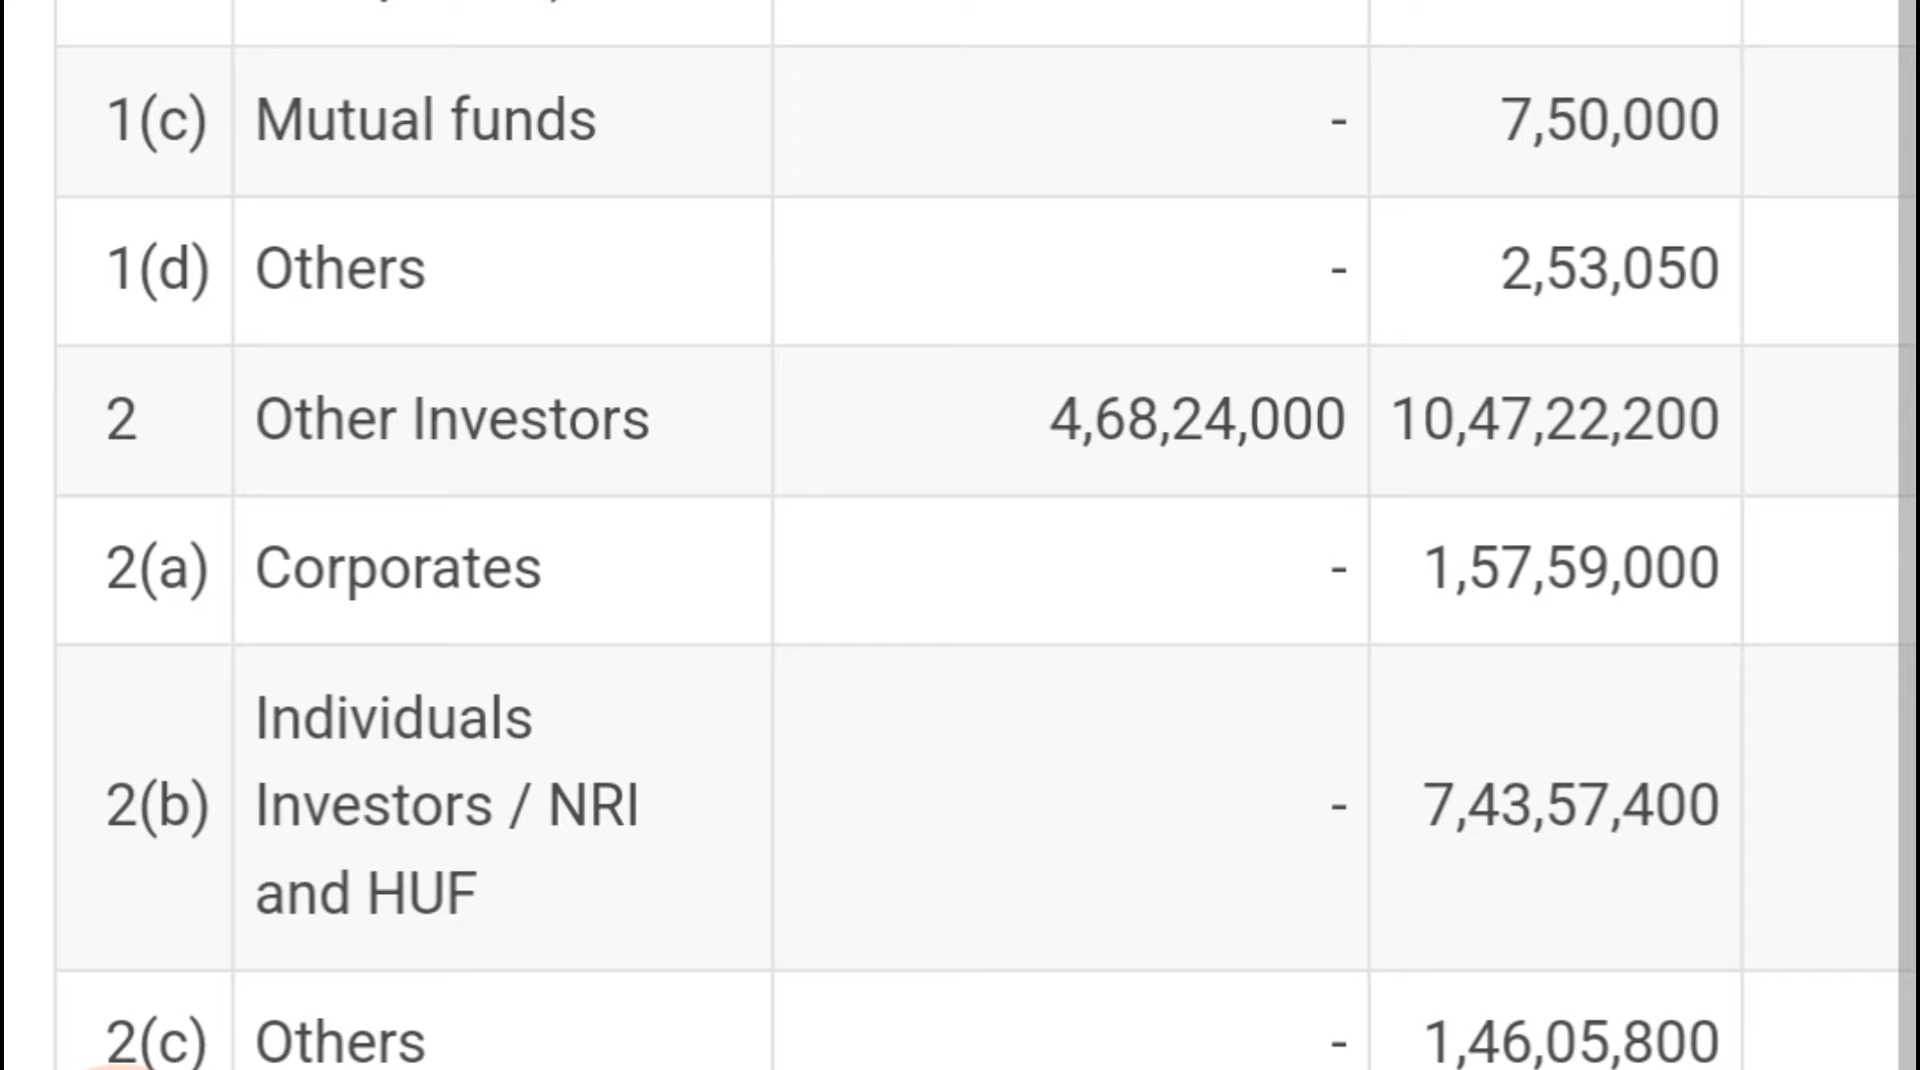 1(c) Mutual funds - 7,50,000
1(d) Others - 2,53,050
2 Other Investors 4,68,24,000 10,47,22,200
2(a) Corporates - 1,57,59,000
Individuals
2(b) Investors / NRI - 7,43,57,400
and HUF
2(c) Others - 1,46,05,800